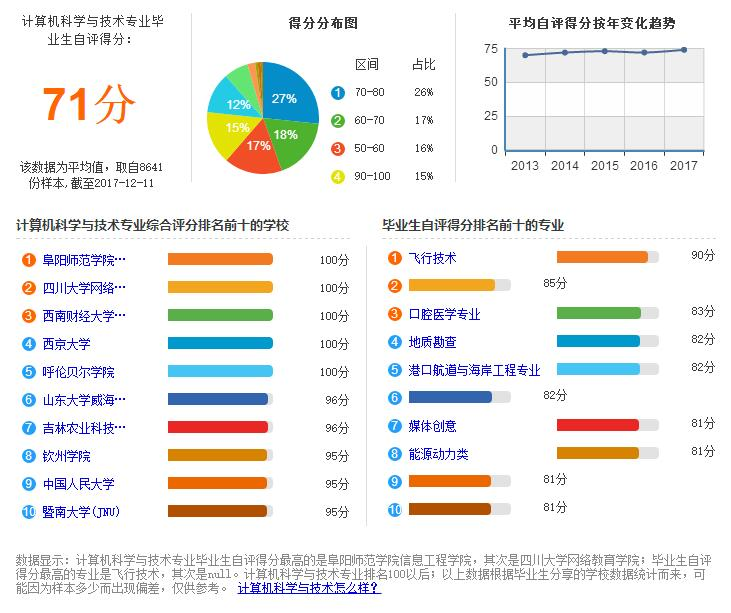 计算机科学与技术专业毕
业生自评得分：
71分
该数据为平均值，取自8641
份样本，截至2017-12-11
得分分布图
27%
18%
17%
15%
12%
区间 占比
1 70-80 26%
2 60-70 17%
3 50-60 16%
4 90-100 15%
平均自评得分按年变化趋势
75
50
25
0
2013 2014 2015 2016 2017
计算机科学与技术专业综合评分排名前十的学校
1 阜阳师范学院… 100分
2 四川大学网络… 100分
3 西南财经大学… 100分
4 西京大学 100分
5 呼伦贝尔学院 100分
6 山东大学威海… 96分
7 吉林农业科技… 96分
8 钦州学院 95分
9 中国人民大学 95分
10 暨南大学(JNU) 95分
毕业生自评得分排名前十的专业
1 飞行技术 90分
2 85分
3 口腔医学专业 83分
4 地质勘查 82分
5 港口航道与海岸工程专业 82分
6 82分
7 媒体创意 81分
8 能源动力类 81分
9 81分
10 81分
数据显示：计算机科学与技术专业毕业生自评得分最高的是阜阳师范学院信息工程学院，其次是四川大学网络教育学院；毕业生自评
得分最高的专业是飞行技术，其次是null。计算机科学与技术专业排名100以后；以上数据根据毕业生分享的学校数据统计而来，可
能因为样本多少而出现偏差，仅供参考。 计算机科学与技术怎么样？